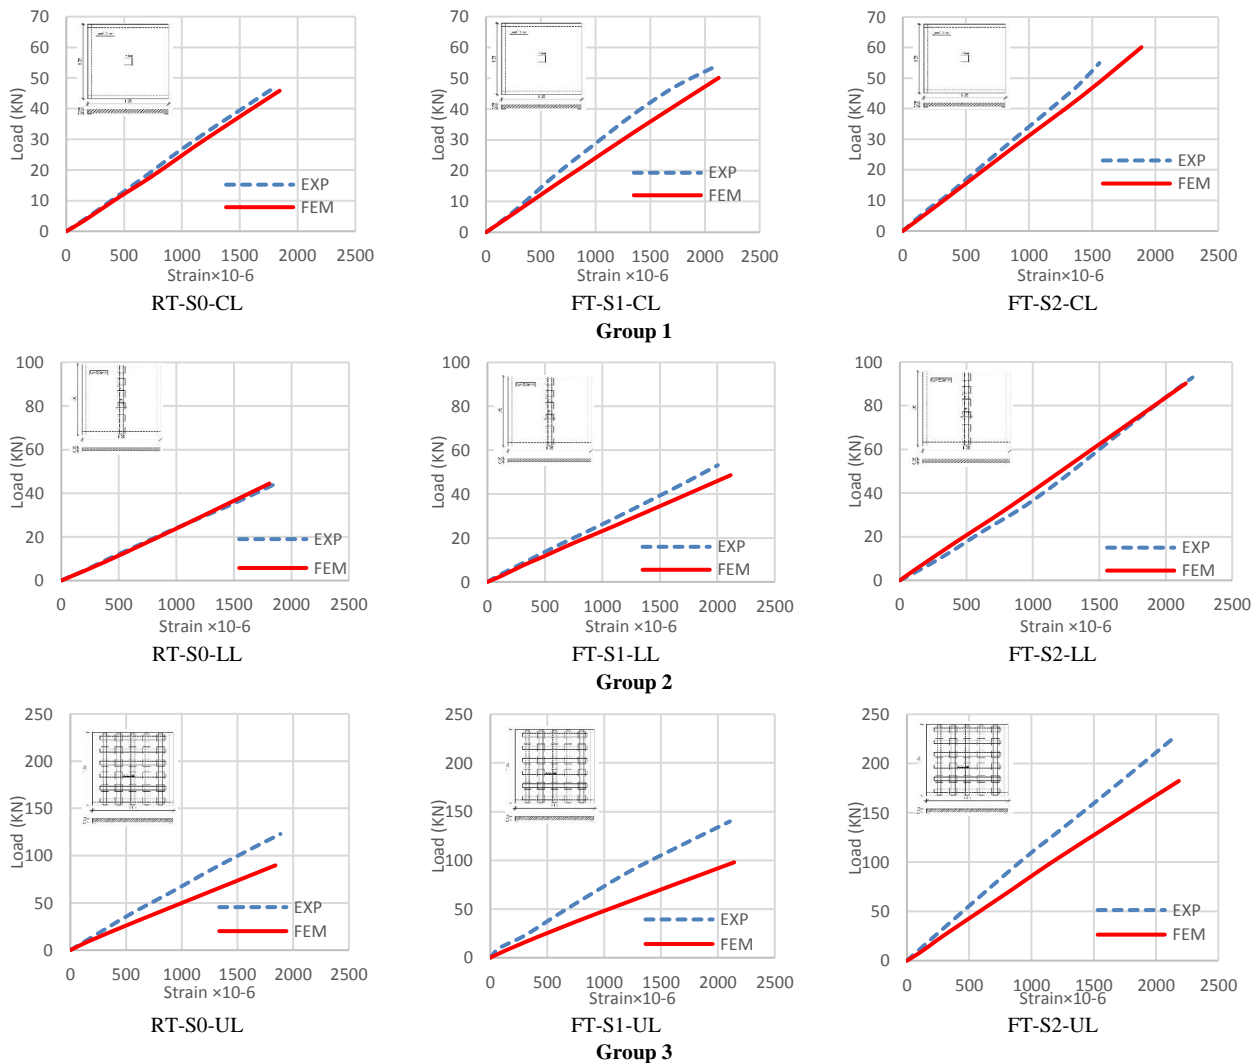 70
60
50
40
30
20
10
0
Load (KN)
EXP
FEM
0 500 1000 1500 2000 2500
Strain×10-6
RT-S0-CL
70
60
50
40
30
20
10
0
Load (KN)
EXP
FEM
0 500 1000 1500 2000 2500
Strain×10-6
FT-S1-CL
70
60
50
40
30
20
10
0
Load (KN)
EXP
FEM
0 500 1000 1500 2000 2500
Strain ×10-6
FT-S2-CL
Group 1
100
80
60
40
20
0
Load (KN)
EXP
FEM
0 500 1000 1500 2000 2500
Strain ×10-6
RT-S0-LL
100
80
60
40
20
0
Load (KN)
EXP
FEM
0 500 1000 1500 2000 2500
Strain ×10-6
FT-S1-LL
100
80
60
40
20
0
Load (KN)
EXP
FEM
0 500 1000 1500 2000 2500
Strain ×10-6
FT-S2-LL
Group 2
250
200
150
100
50
0
Load (KN)
EXP
FEM
0 500 1000 1500 2000 2500
Strain ×10-6
RT-S0-UL
250
200
150
100
50
0
Load (KN)
EXP
FEM
0 500 1000 1500 2000 2500
Strain×10-6
FT-S1-UL
250
200
150
100
50
0
Load (KN)
EXP
FEM
0 500 1000 1500 2000 2500
Strain×10-6
FT-S2-UL
Group 3